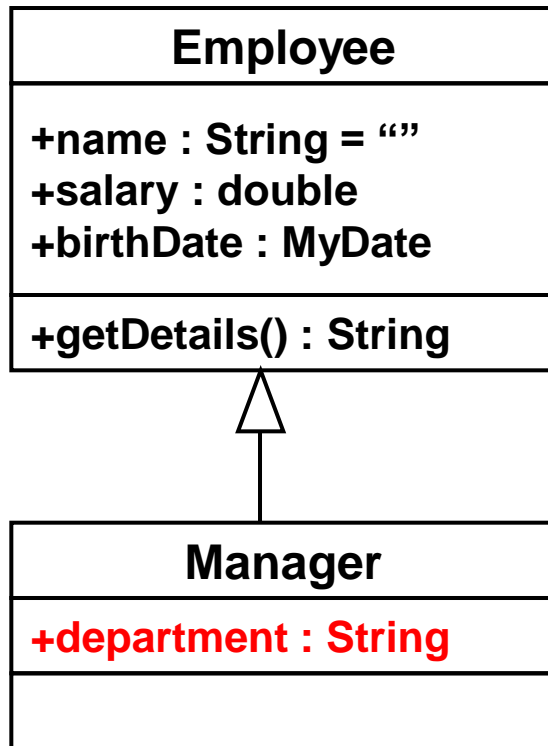 Employee
+name : String = “”
+salary : double
+birthDate : MyDate
+getDetails() : String
Manager
+department : String